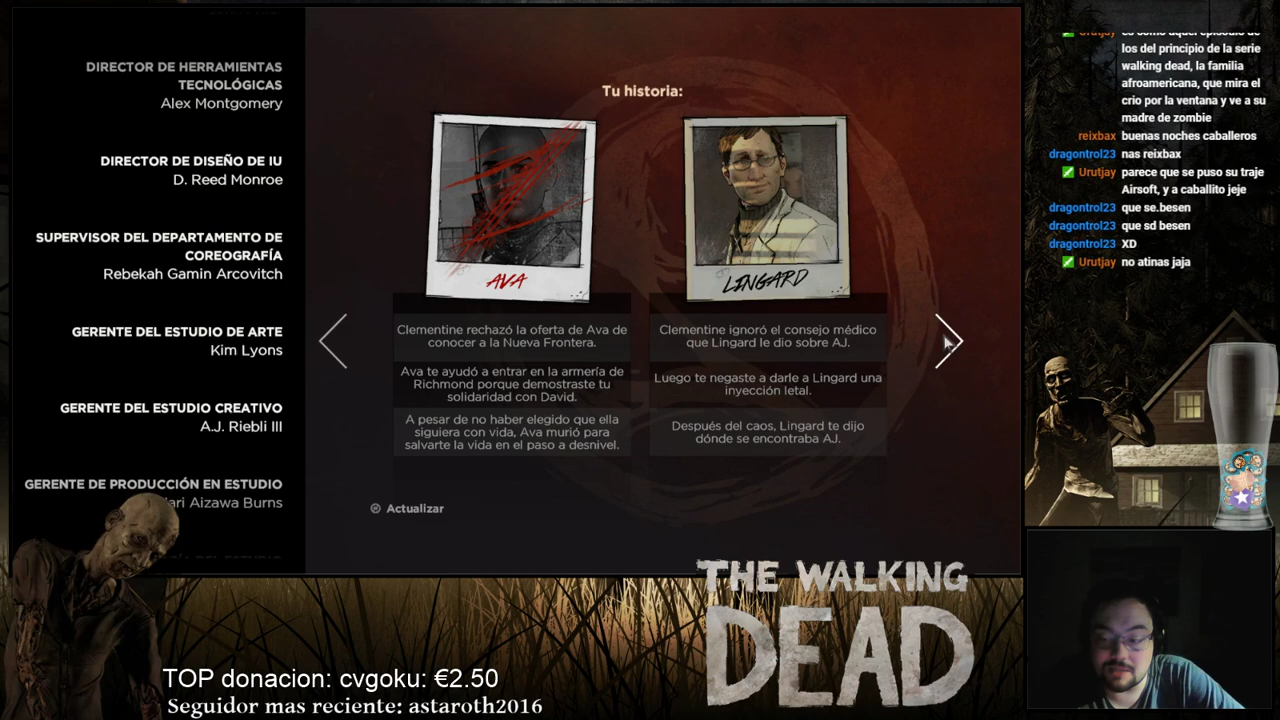 DIRECTOR DE HERRAMIENTAS
TECNOLÓGICAS
Alex Montgomery
DIRECTOR DE DISEÑO DE IU
D. Reed Monroe
SUPERVISOR DEL DEPARTAMENTO DE
COREOGRAFÍA
Rebekah Gamin Arcovitch
GERENTE DEL ESTUDIO DE ARTE
Kim Lyons
GERENTE DEL ESTUDIO CREATIVO
A.J. Riebli III
GERENTE DE PRODUCCIÓN EN ESTUDIO
Aizawa Burns
Tu historia:
AVA
Clementine rechazó la oferta de Ava de
conocer a la Nueva Frontera.
Ava te ayudó a entrar en la armería de
Richmond porque demostraste tu
solidaridad con David.
A pesar de no haber elegido que ella
siguiera con vida, Ava murió para
salvarte la vida en el paso a desnivel.
LINGARD
Clementine ignoró el consejo médico
que Lingard le dio sobre AJ.
Luego te negaste a darle a Lingard una
inyección letal.
Después del caos, Lingard te dijo
dónde se encontraba AJ.
Actualizar
Urutjay es como aquel episodio de
los del principio de la serie
walking dead, la familia
afroamericana, que mira el
crio por la ventana y ve a su
madre de zombie
reixbax buenas noches caballeros
dragontrol23 nas reixbax
Urutjay parece que se puso su traje
Airsoft, y a caballito jeje
dragontrol23 que se.besen
dragontrol23 que sd besen
dragontrol23 XD
Urutjay no atinas jaja
THE WALKING
DEAD
TOP donacion: cvgoku: €2.50
Seguidor mas reciente: astaroth2016